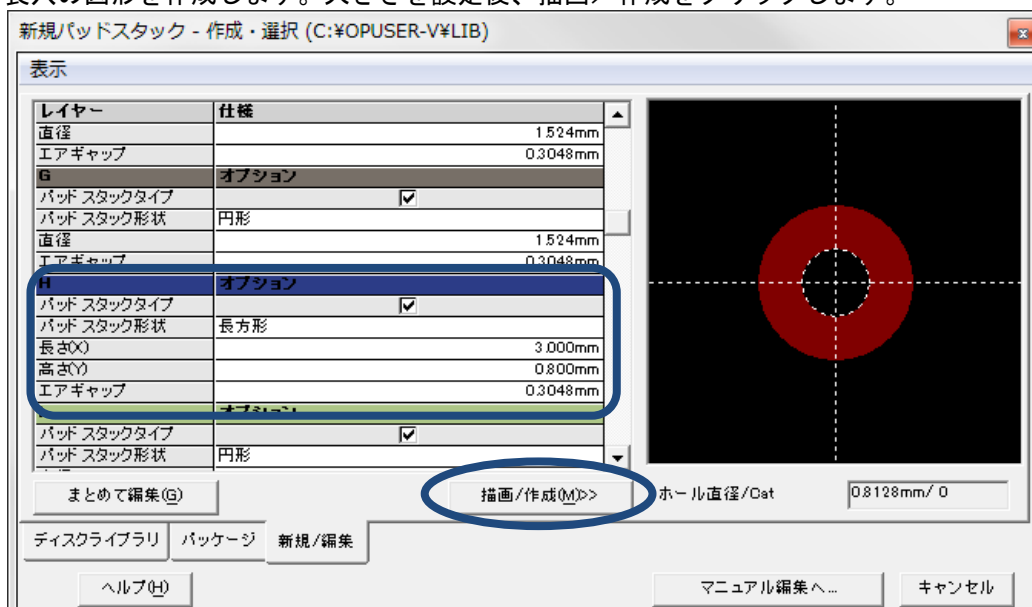 長穴の図形を作成します。大きさを設定後、描画／作成をクリックします。
新規パッドスタック - 作成・選択 (C:¥OPUSER-V¥LIB)
表示
レイヤー 仕様
直径 1.524mm
エアギャップ 0.3048mm
G オプション
パッド スタックタイプ
パッド スタック形状 円形
直径 1.524mm
エアギャップ 0.3048mm
H オプション
パッド スタックタイプ
パッド スタック形状 長方形
長さ(X) 3.000mm
高さ(Y) 0.800mm
エアギャップ 0.3048mm
オプション
パッド スタックタイプ
パッド スタック形状 円形
まとめて編集(G) 描画/作成(M)>> ホール直径/Cat 0.8128mm/ 0
ディスクライブラリ パッケージ 新規/編集
ヘルプ(H) マニュアル編集へ... キャンセル